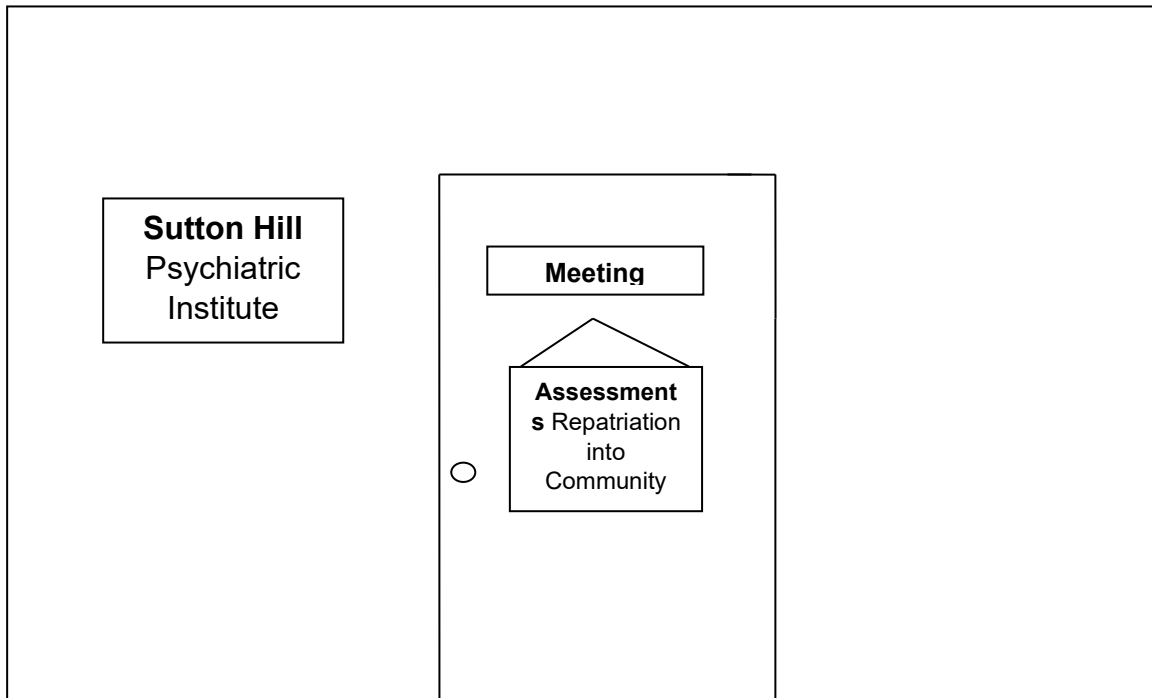 Sutton Hill
Psychiatric
Institute
Meeting
Assessment
s Repatriation
into
Community